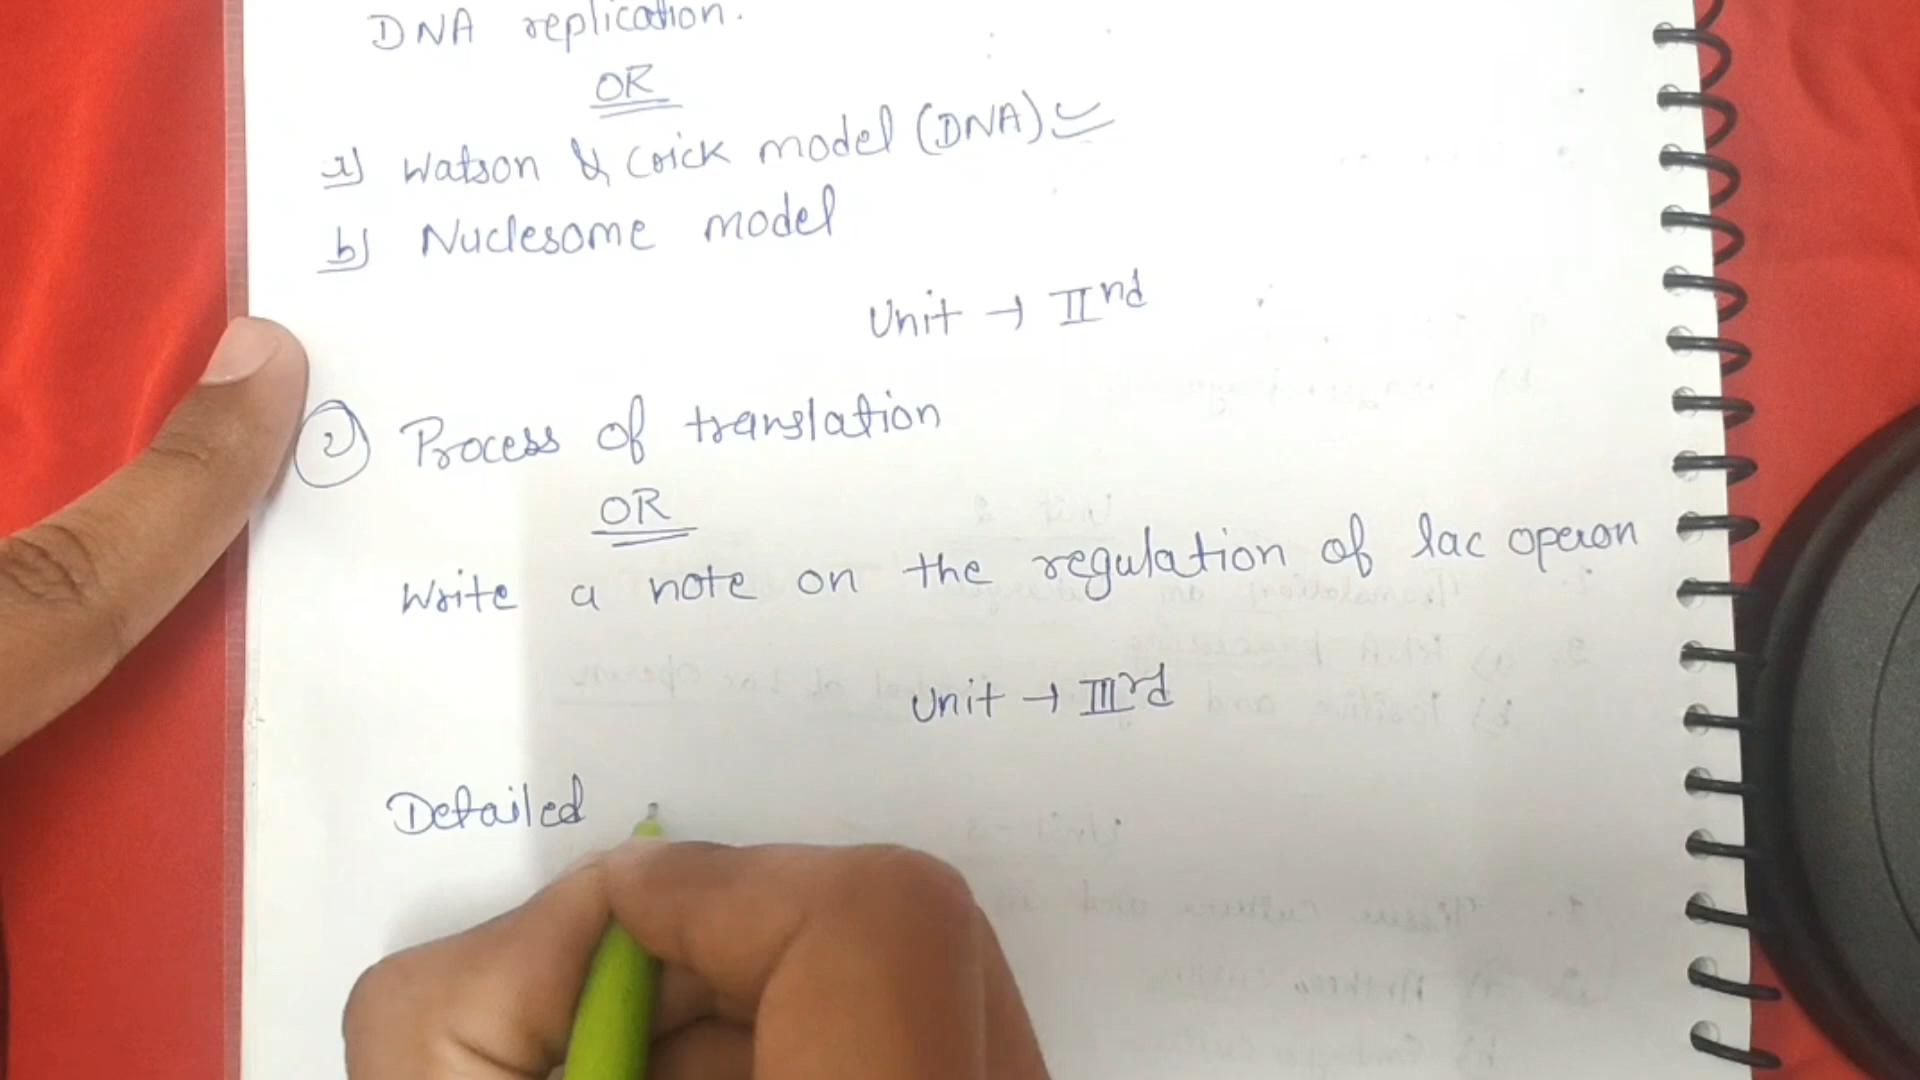 DNA replication.
OR
a) Watson & Crick model (DNA)
b) Nuclesome model
Unit → IInd
2 Process of translation
OR
Write a note on the regulation of lac operon
Unit → IIIrd
Detailed